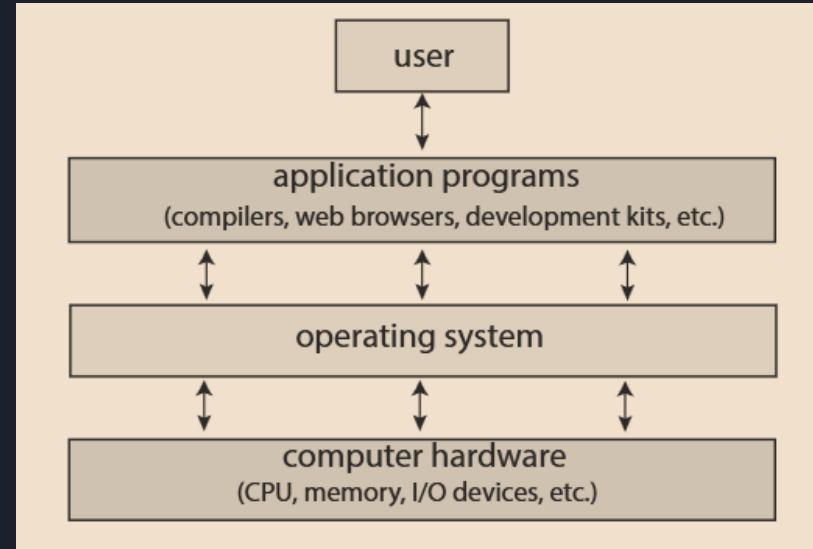 user
application programs
(compilers, web browsers, development kits, etc.)
operating system
computer hardware
(CPU, memory, I/O devices, etc.)